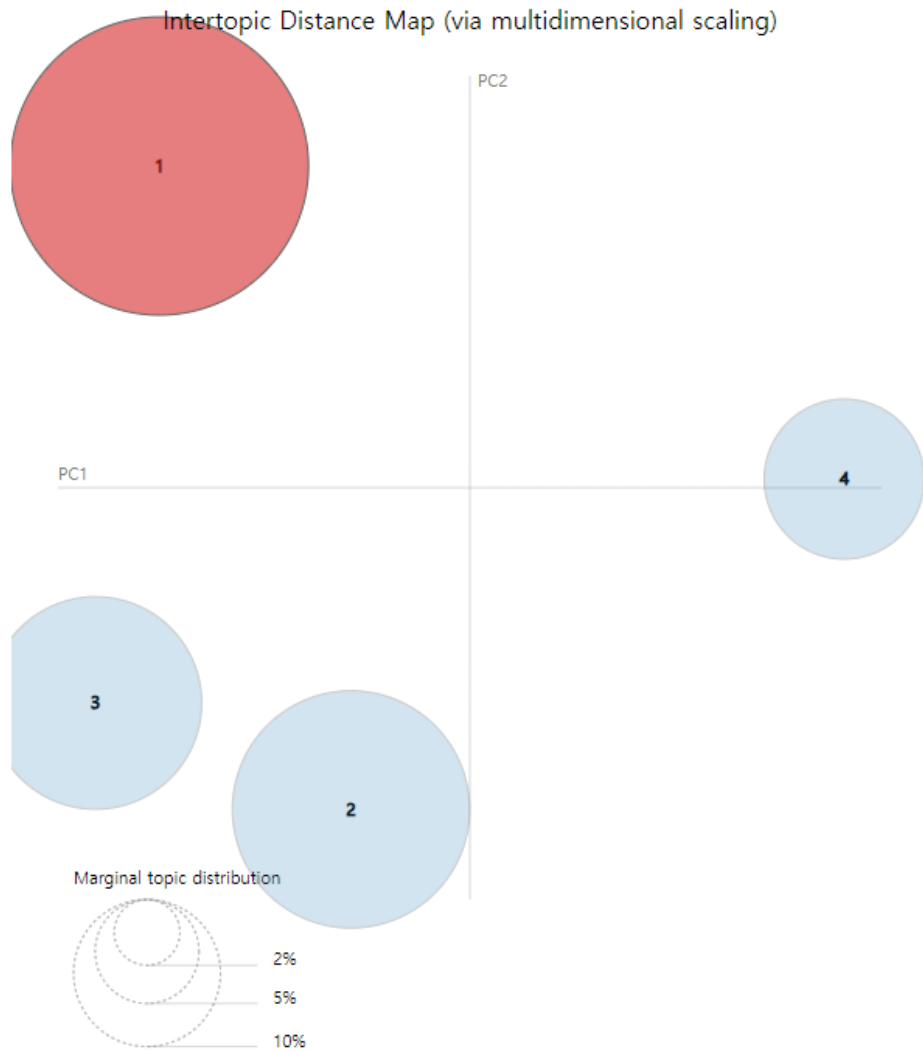 Intertopic Distance Map (via multidimensional scaling)
PC2
1
PC1
4
3
2
Marginal topic distribution
2%
5%
10%